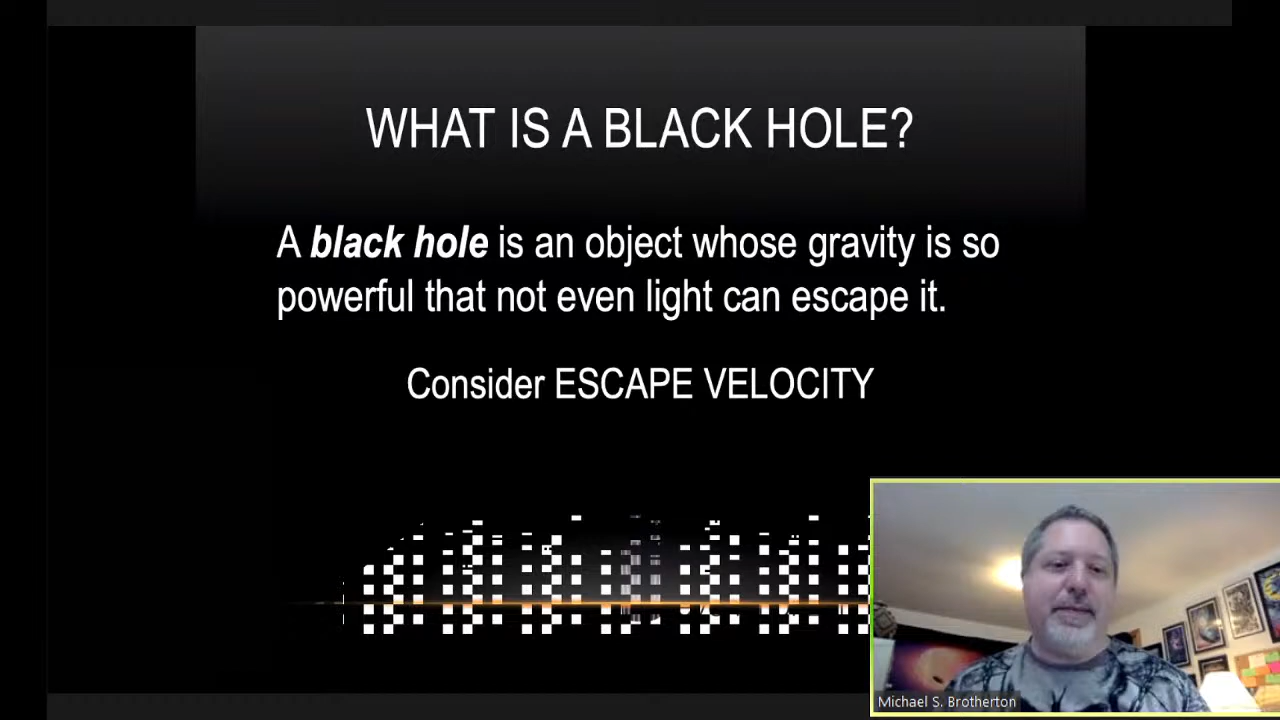 WHAT IS A BLACK HOLE?
A black hole is an object whose gravity is so
powerful that not even light can escape it.
Consider ESCAPE VELOCITY
Michael S. Brotherton